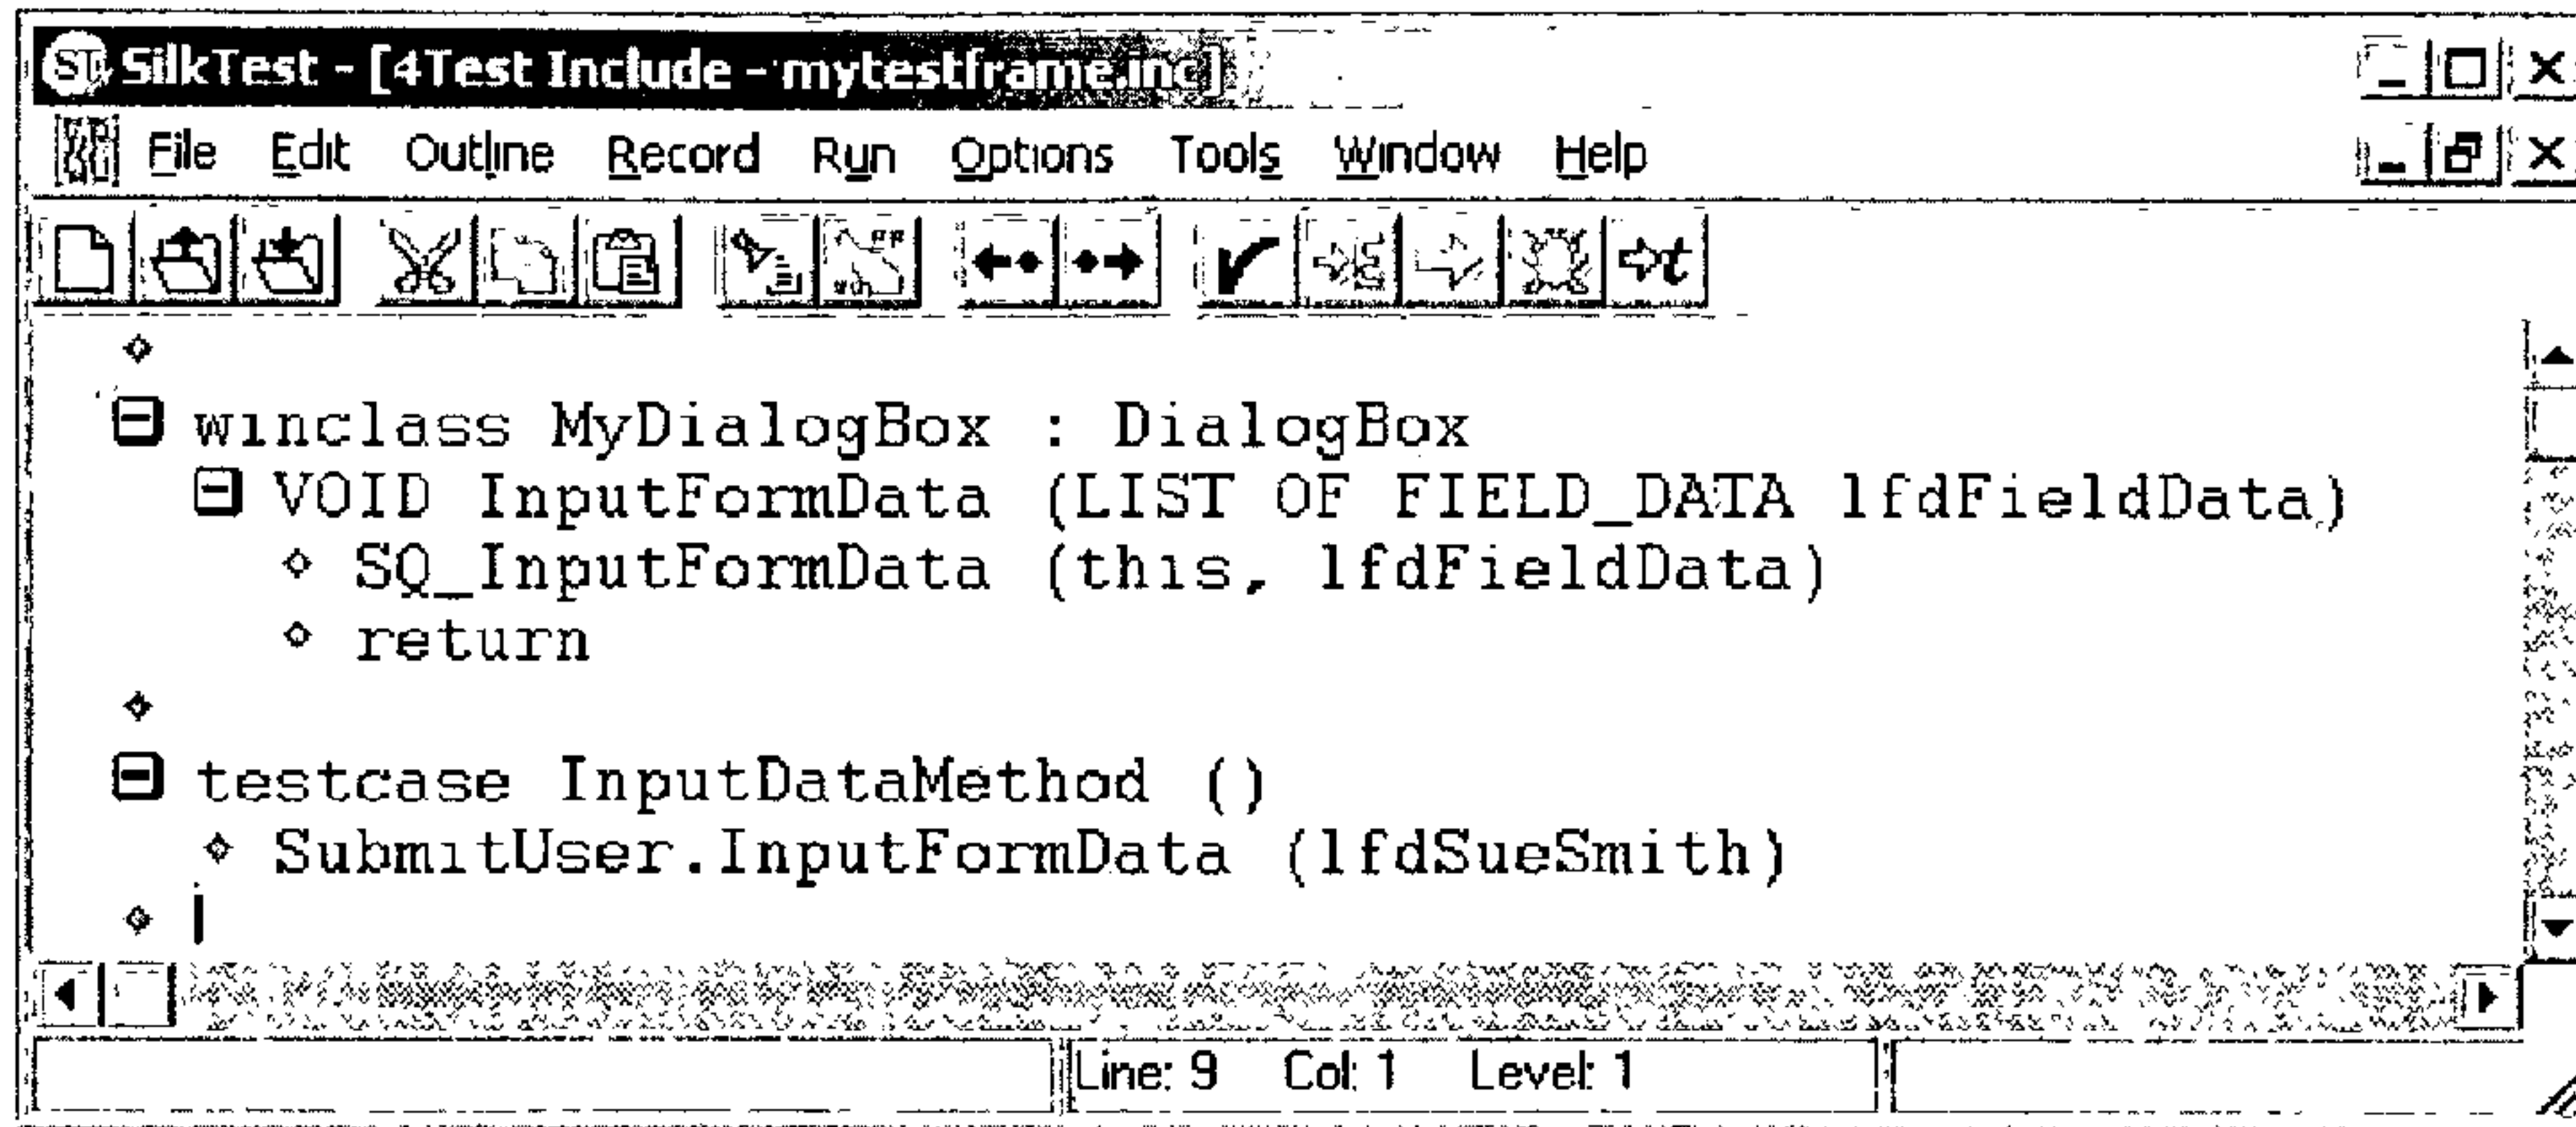 SilkTest - [4Test Include - mytestframe.inc]
File Edit Outline Record Run Options Tools Window Help
winclass MyDialogBox : DialogBox
VOID InputFormData (LIST OF FIELD_DATA lfdFieldData)
SQ_InputFormData (this, lfdFieldData)
return
testcase InputDataMethod ()
SubmitUser.InputFormData (lfdSueSmith)
Line: 9 Col: 1 Level: 1